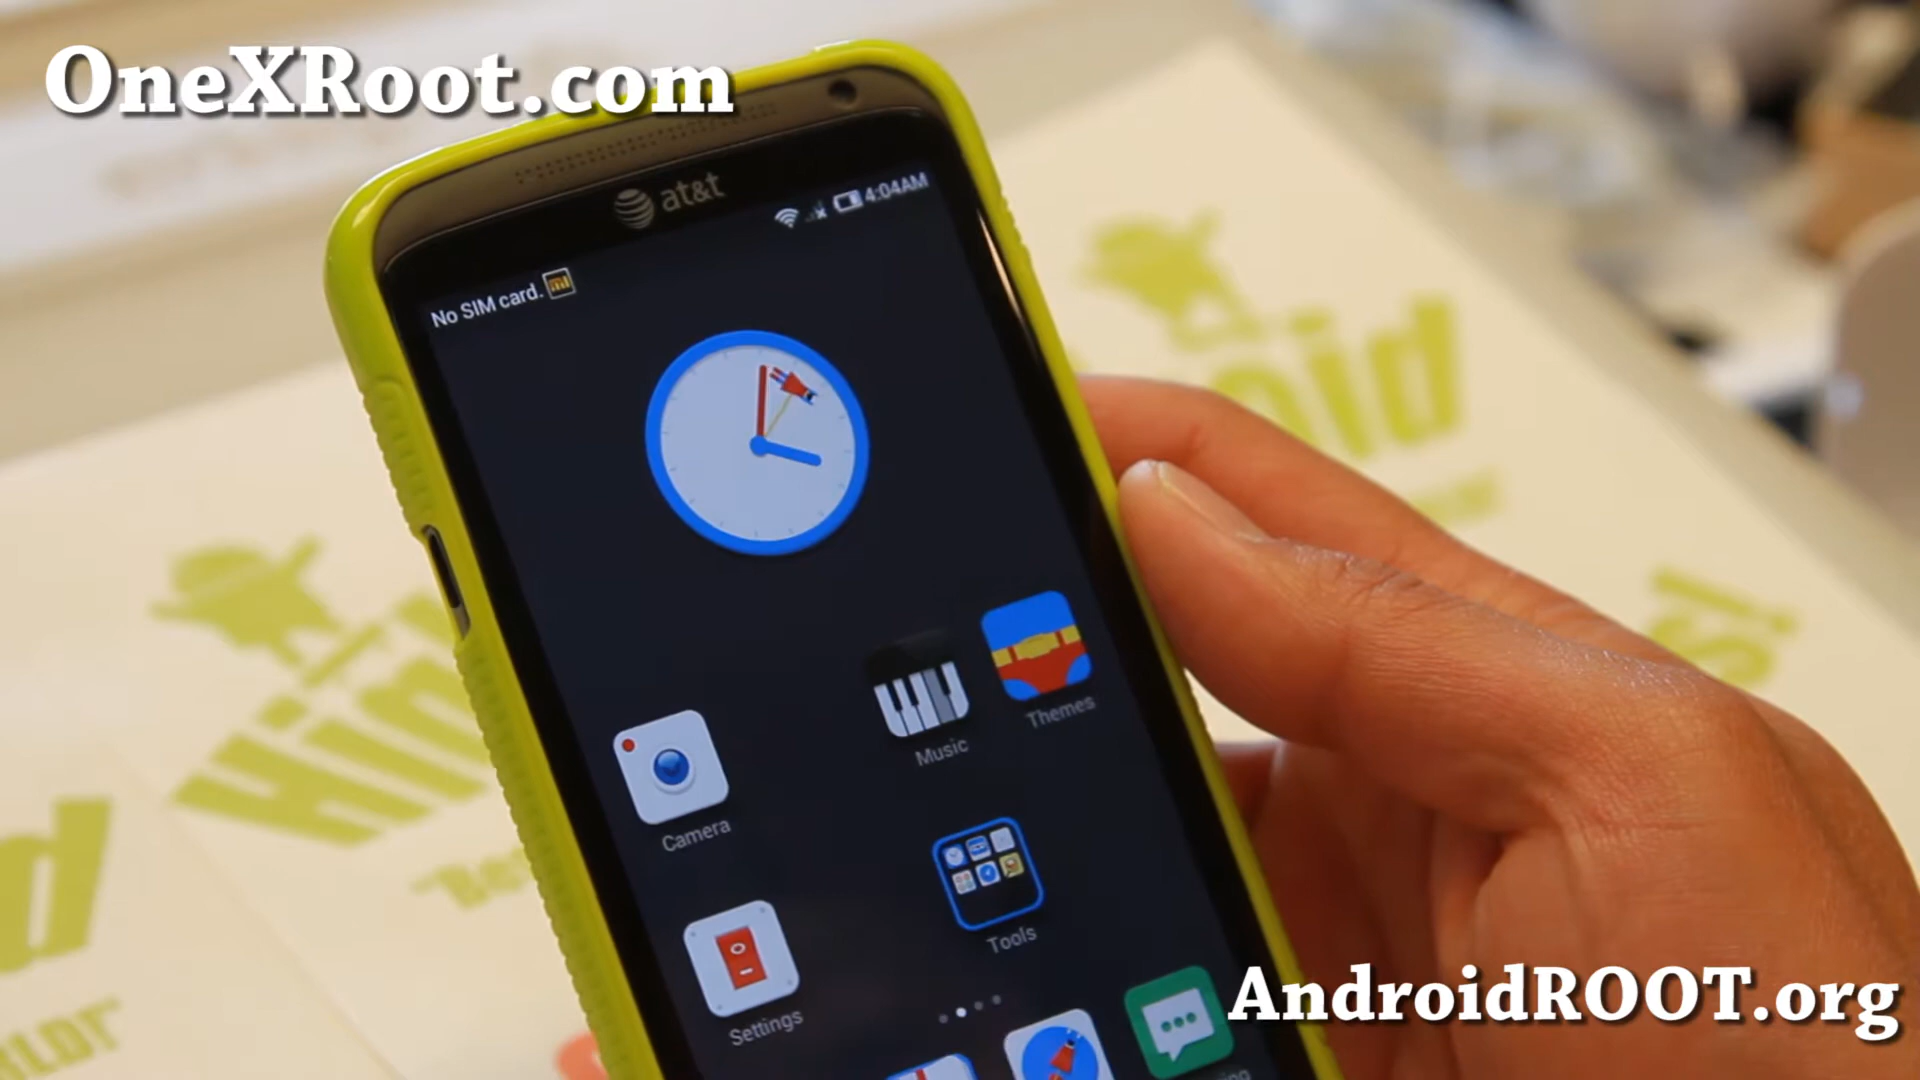 OneXRoot.com
at&t
4:04AM
No SIM card.
Themes
Music
Camera
Tools
Settings
AndroidROOT.org